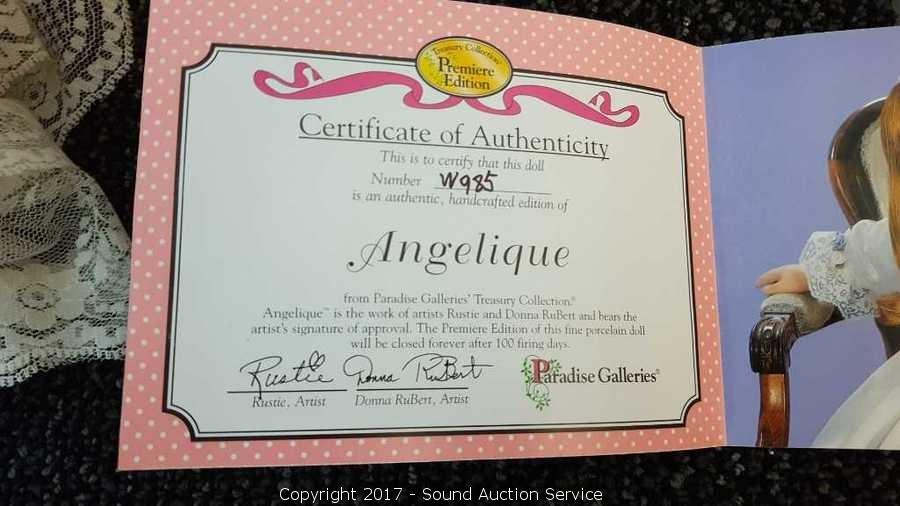 Treasury Collection®
Premiere
Edition
Certificate of Authenticity
This is to certify that this doll
Number W985
is an authentic, handcrafted edition of
Angelique
from Paradise Galleries' Treasury Collection.®
Angelique™ is the work of artists Rustie and Donna RuBert and bears the
artist's signature of approval. The Premiere Edition of this fine porcelain doll
will be closed forever after 100 firing days.
Rustie Donna RuBert
Rustie, Artist Donna RuBert, Artist
Paradise Galleries®
Copyright 2017 - Sound Auction Service